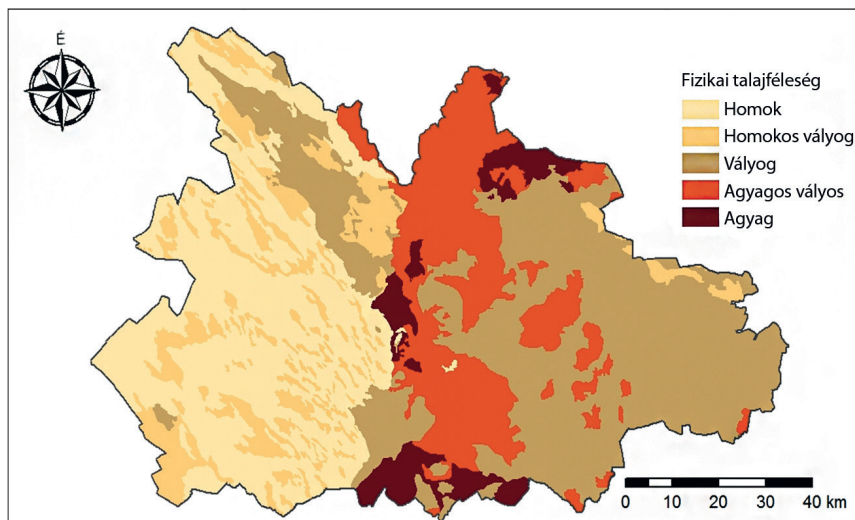 É
Fizikai talajféleség
Homok
Homokos vályog
Vályog
Agyagos vályos
Agyag
0 10 20 30 40 km